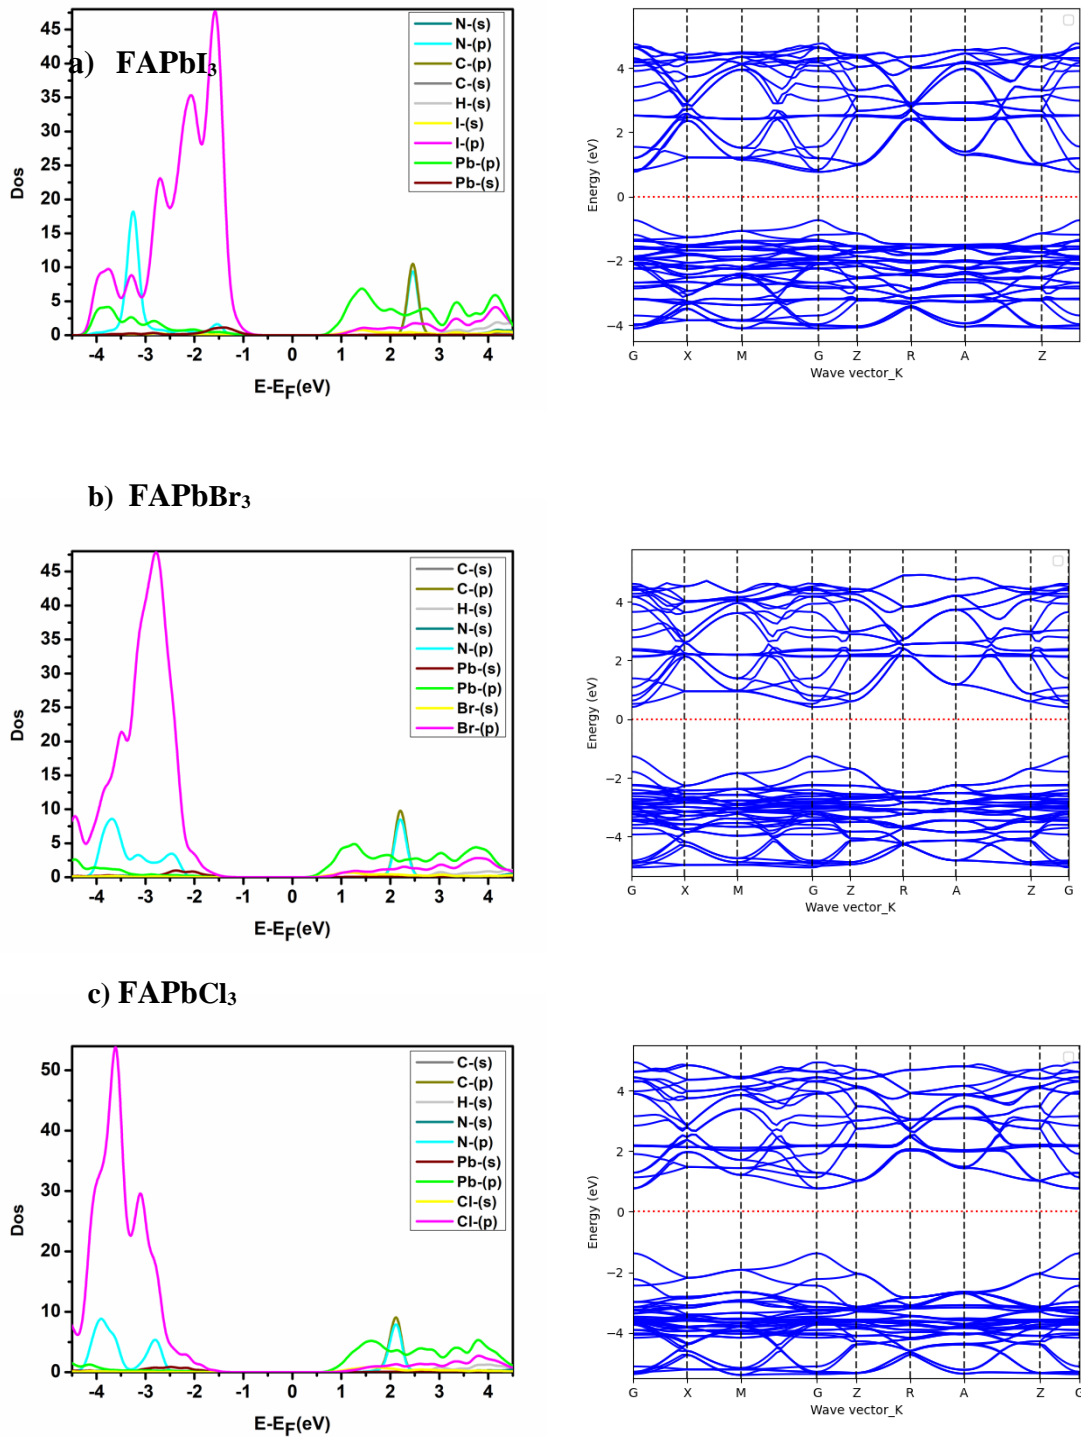 a) FAPbI₃
N-(s)
N-(p)
C-(p)
C-(s)
H-(s)
I-(s)
I-(p)
Pb-(p)
Pb-(s)
Dos
45
40
35
30
25
20
15
10
5
0
-4 -3 -2 -1 0 1 2 3 4
E-E_F(eV)
Energy (eV)
4
2
0
−2
−4
G X M G Z R A Z
Wave vector_K
b) FAPbBr₃
C-(s)
C-(p)
H-(s)
N-(s)
N-(p)
Pb-(s)
Pb-(p)
Br-(s)
Br-(p)
Dos
45
40
35
30
25
20
15
10
5
0
-4 -3 -2 -1 0 1 2 3 4
E-E_F(eV)
Energy (eV)
4
2
0
−2
−4
G X M G Z R A Z G
Wave vector_K
c) FAPbCl₃
C-(s)
C-(p)
H-(s)
N-(s)
N-(p)
Pb-(s)
Pb-(p)
Cl-(s)
Cl-(p)
Dos
50
40
30
20
10
0
-4 -3 -2 -1 0 1 2 3 4
E-E_F(eV)
Energy (eV)
4
2
0
−2
−4
G X M G Z R A Z G
Wave vector_K